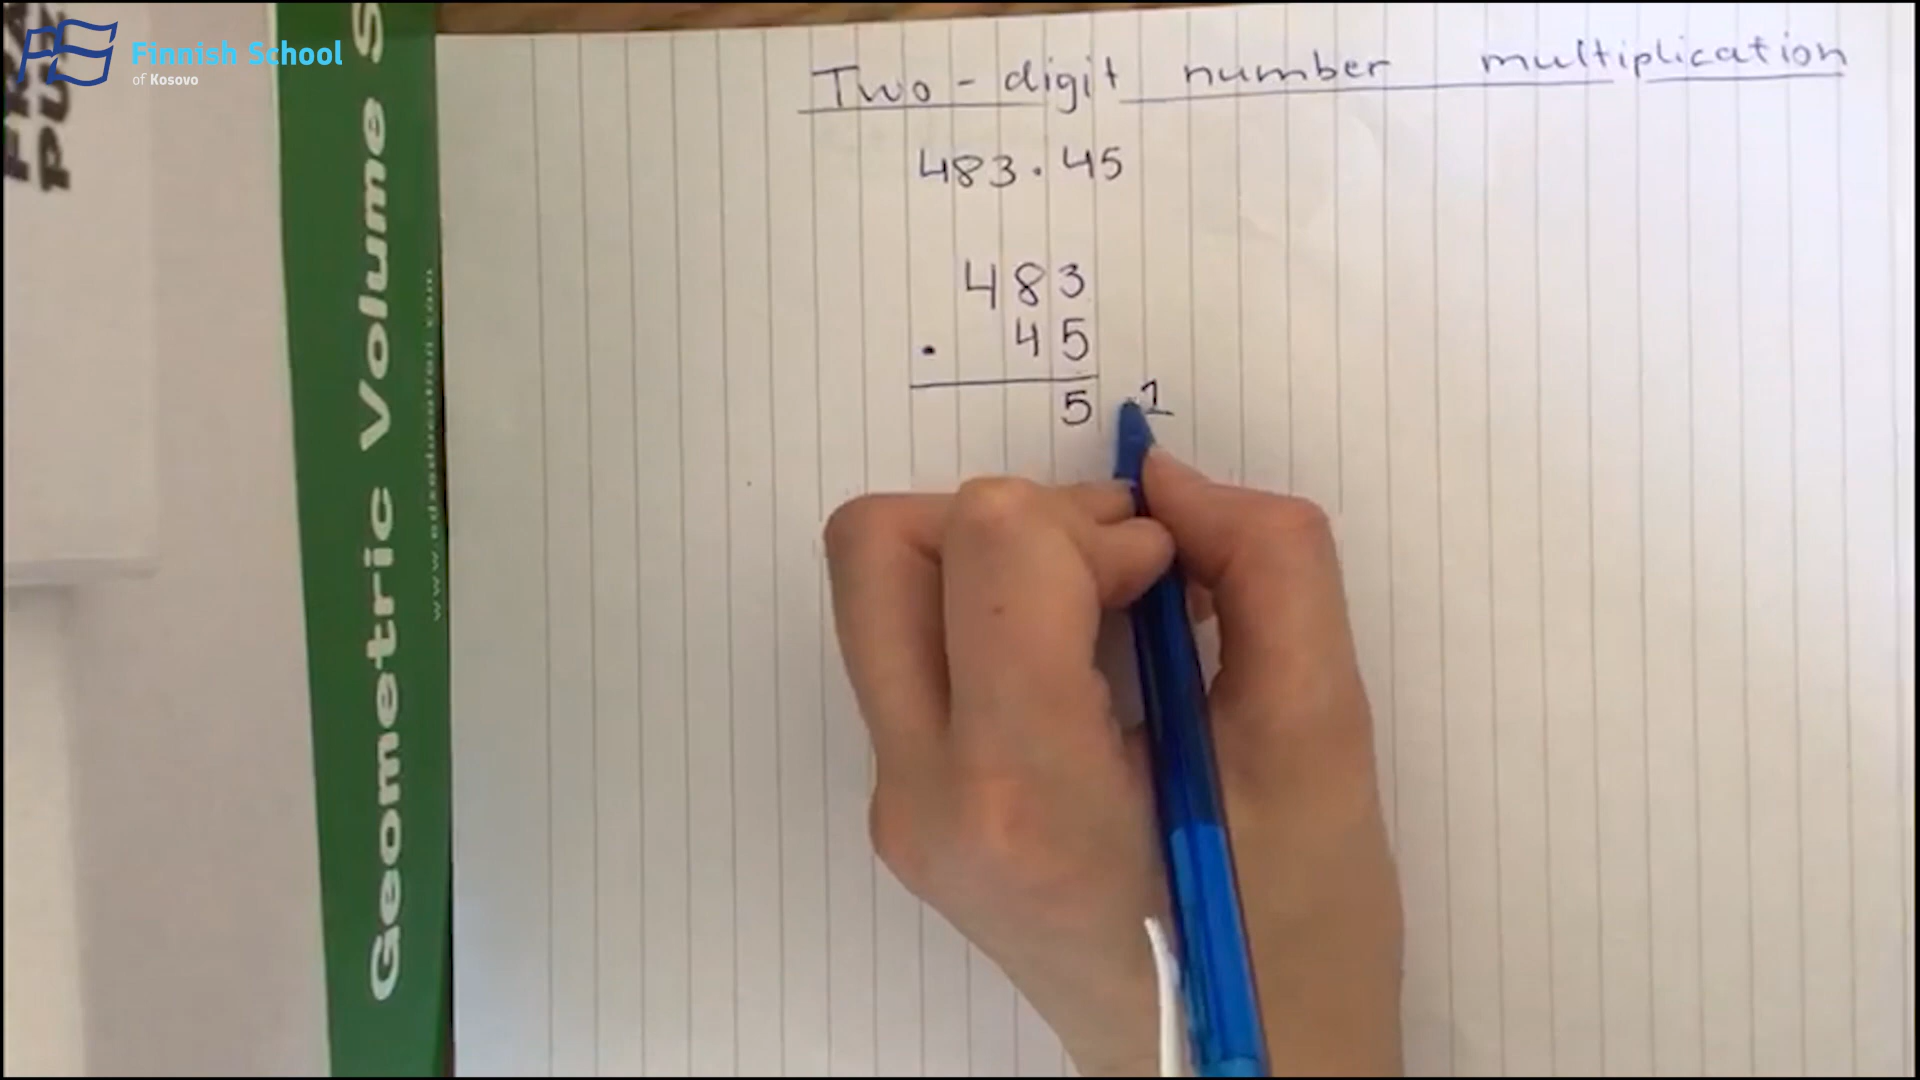 Finnish School
of Kosovo
Geometric Volume S
Two-digit number multiplication
483 · 45
483
· 45
5 1